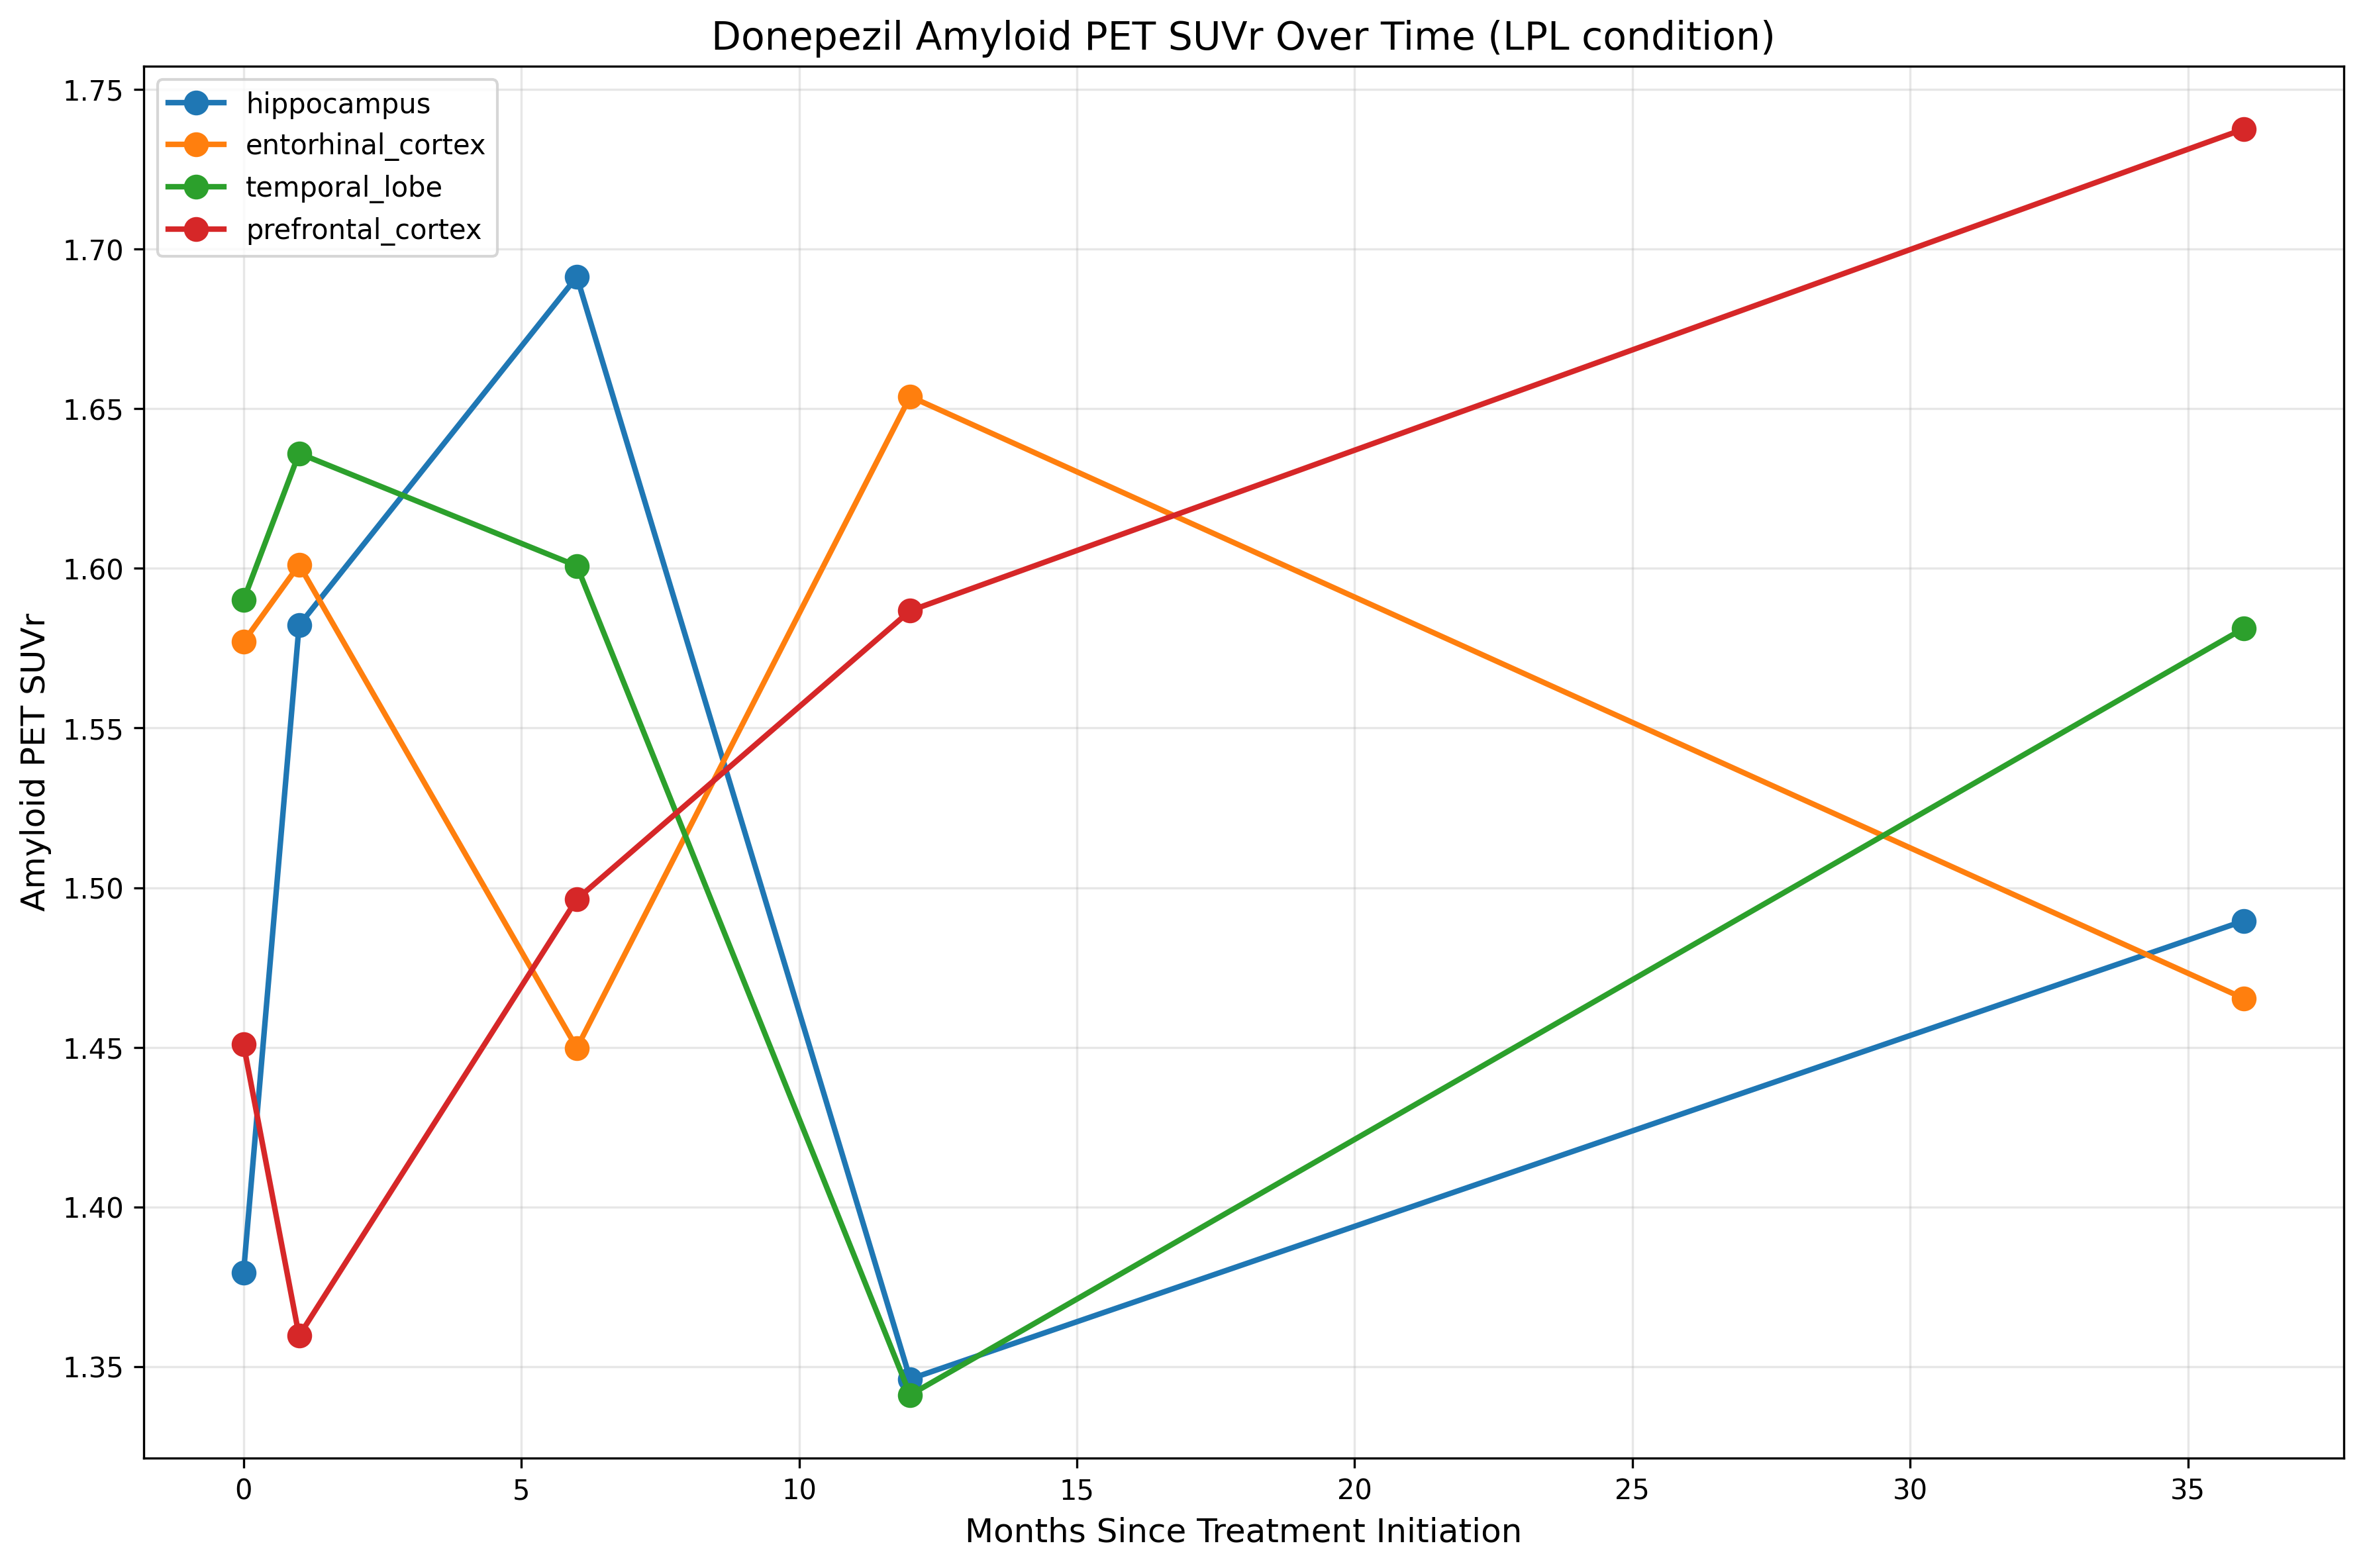 Donepezil Amyloid PET SUVr Over Time (LPL condition)
hippocampus
entorhinal_cortex
temporal_lobe
prefrontal_cortex
Amyloid PET SUVr
1.75
1.70
1.65
1.60
1.55
1.50
1.45
1.40
1.35
0 5 10 15 20 25 30 35
Months Since Treatment Initiation